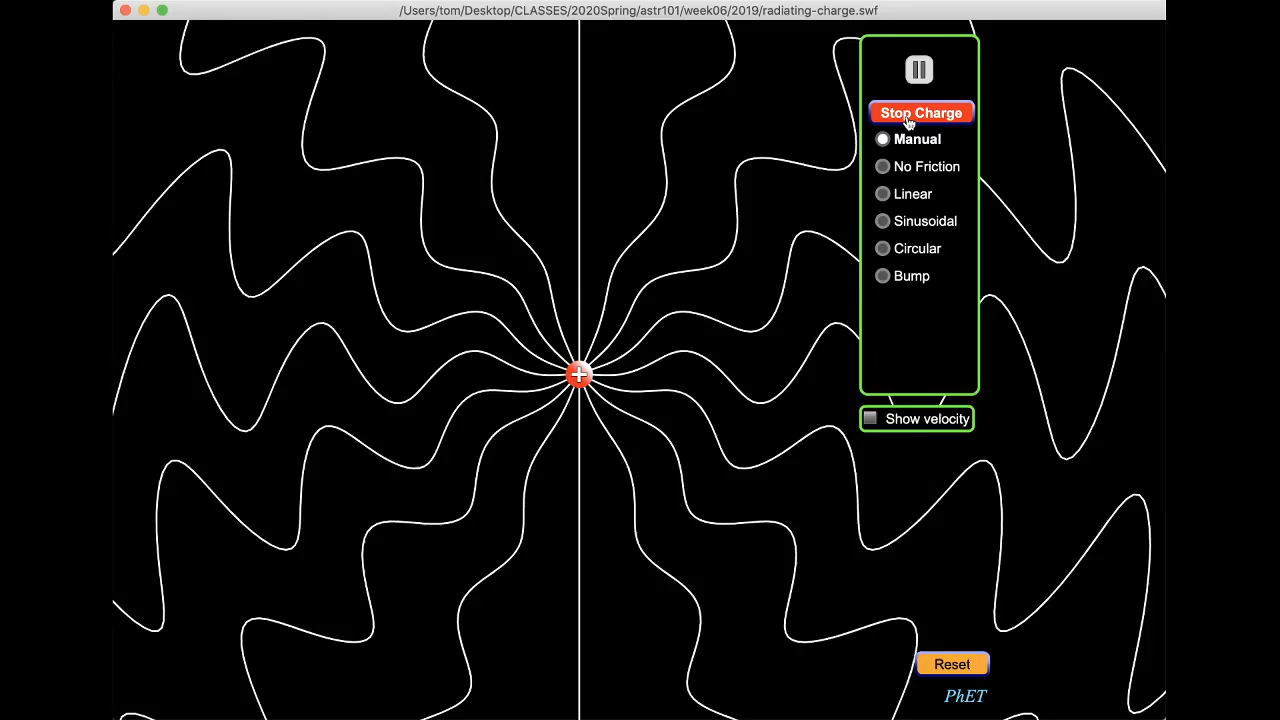 /Users/tom/Desktop/CLASSES/2020Spring/astr101/week06/2019/radiating-charge.swf
Stop Charge
Manual
No Friction
Linear
Sinusoidal
Circular
Bump
+
Show velocity
Reset
PhET